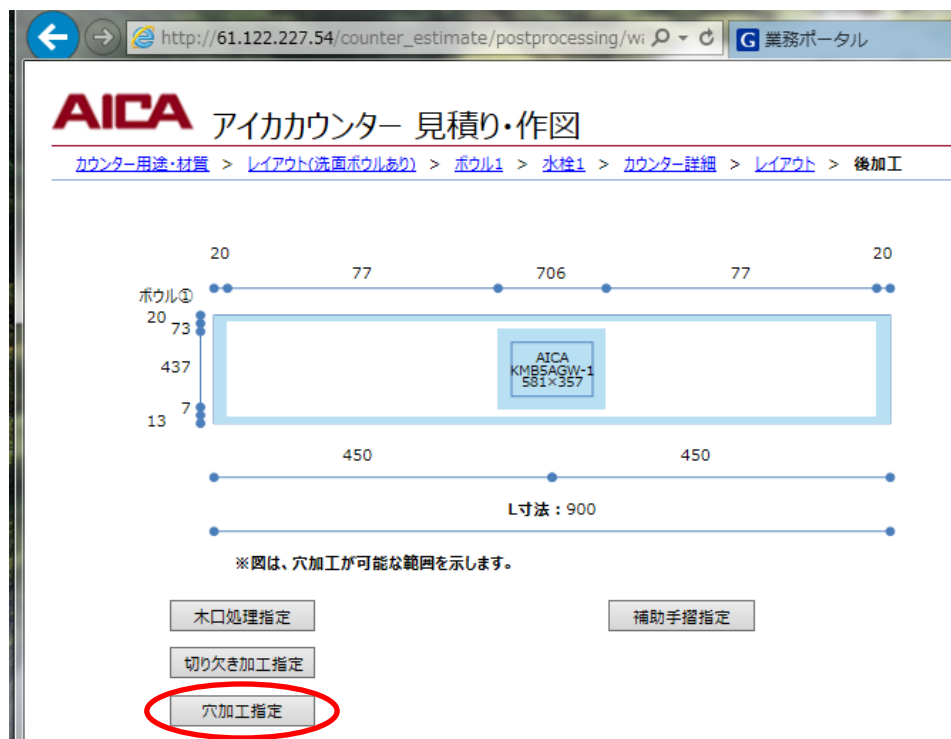 http://61.122.227.54/counter_estimate/postprocessing/wa
G 業務ポータル
AICA アイカカウンター 見積り・作図
カウンター用途・材質 > レイアウト(洗面ボウルあり) > ボウル1 > 水栓1 > カウンター詳細 > レイアウト > 後加工
20 77 706 77 20
ボウル①
20
73
437
7
13
AICA
KMB5AGW-1
581×357
450 450
L寸法:900
※図は、穴加工が可能な範囲を示します。
木口処理指定 補助手摺指定
切り欠き加工指定
穴加工指定